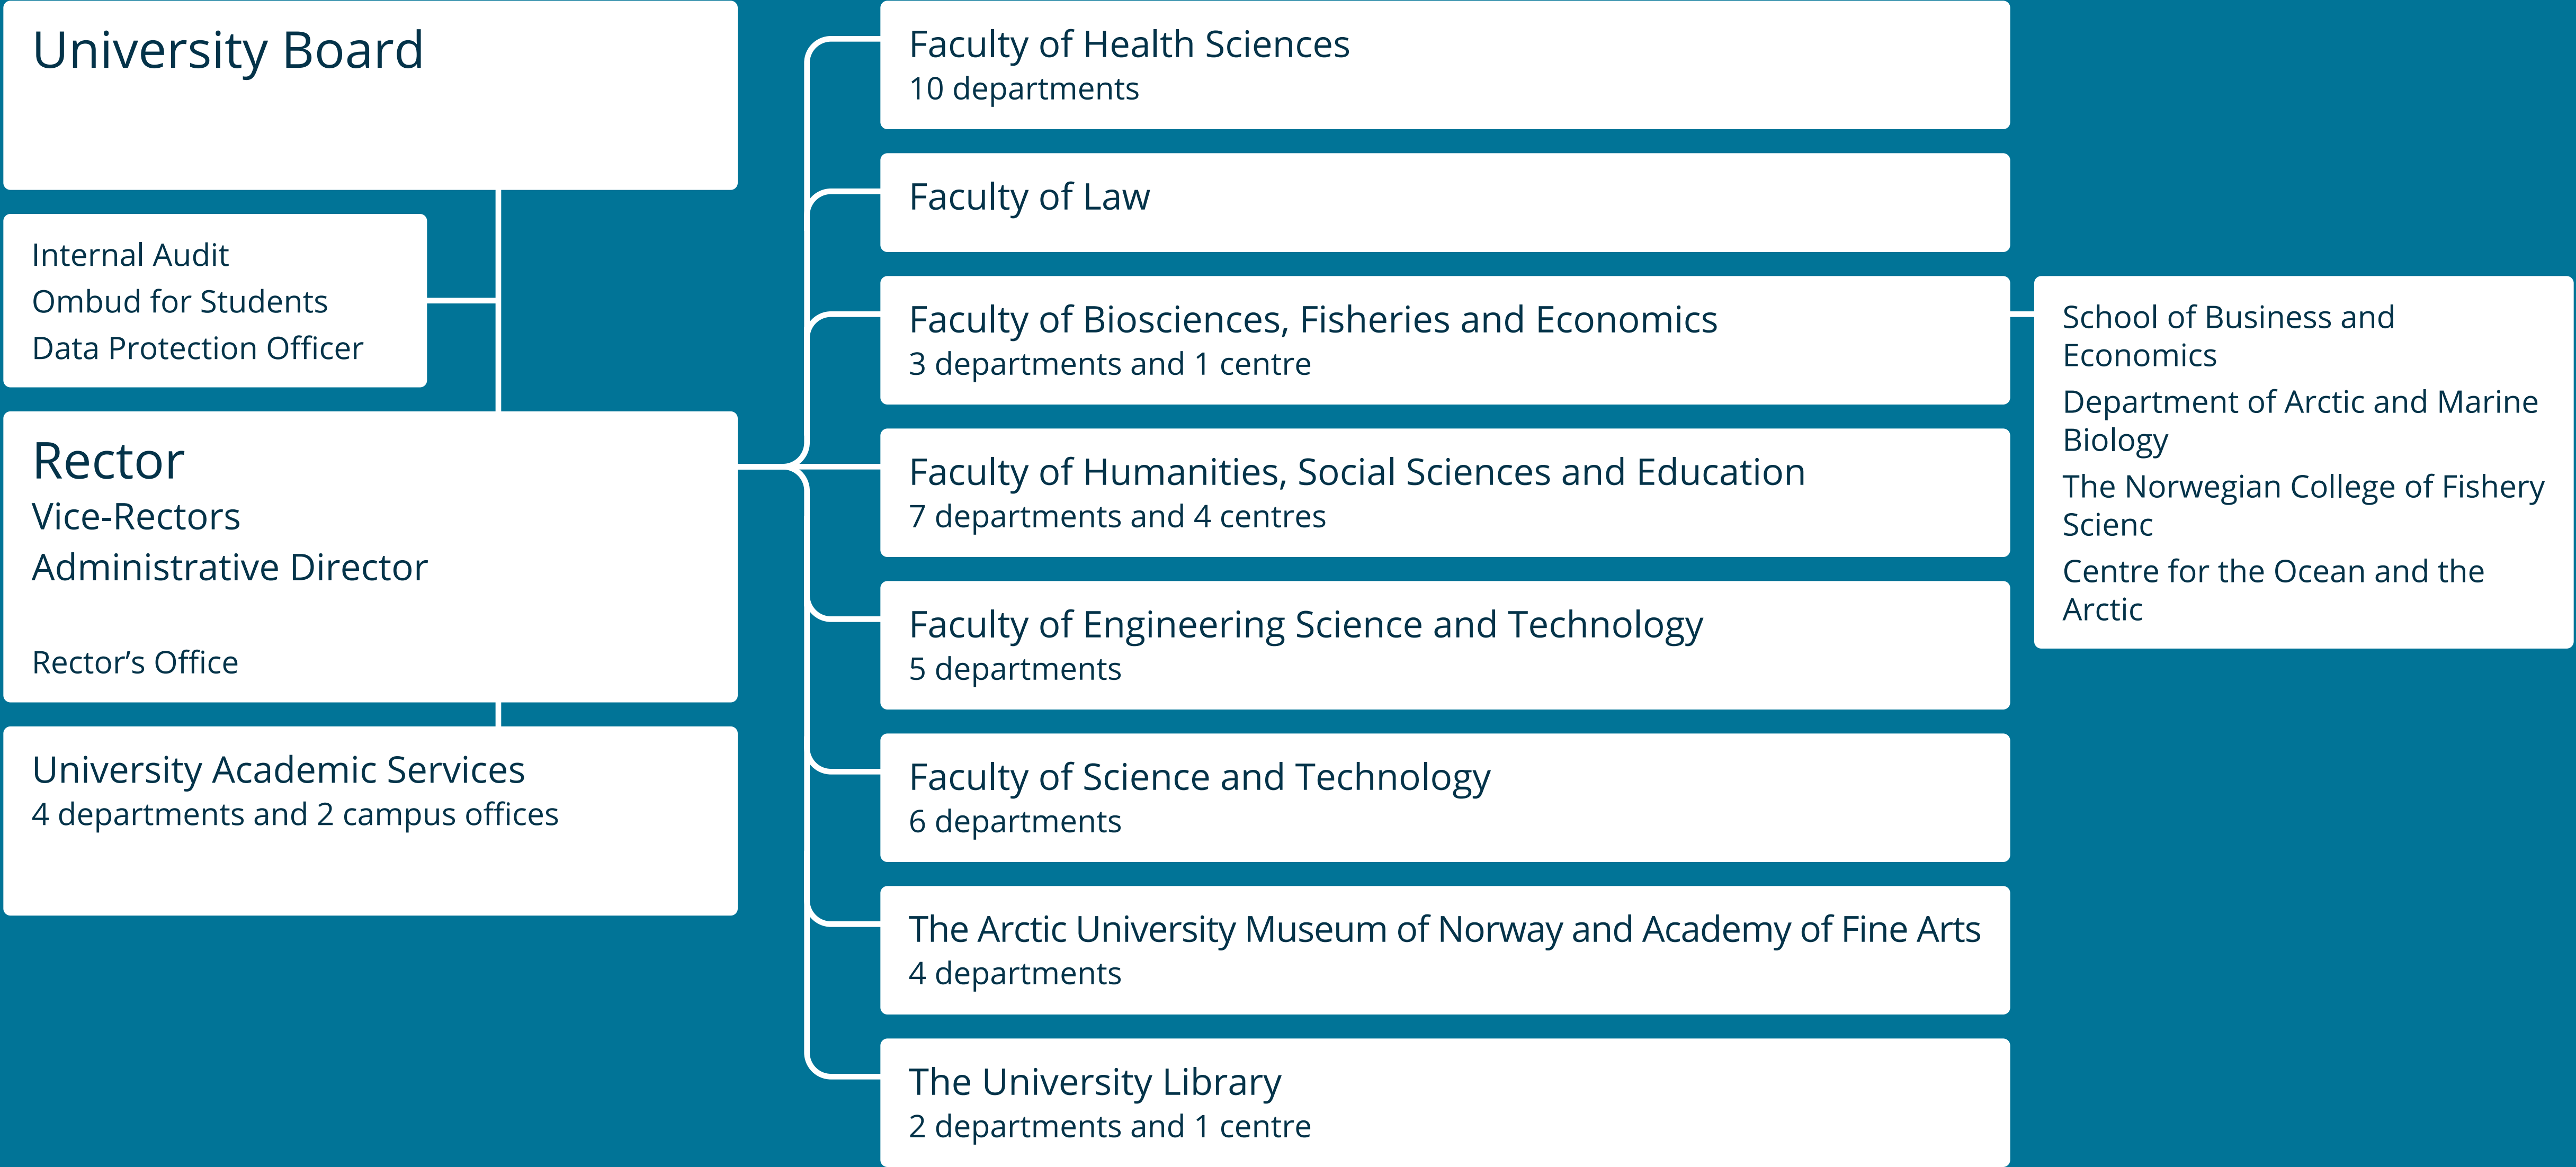 University Board
Internal Audit
Ombud for Students
Data Protection Officer
Rector
Vice-Rectors
Administrative Director
Rector’s Office
University Academic Services
4 departments and 2 campus offices
Faculty of Health Sciences
10 departments
Faculty of Law
Faculty of Biosciences, Fisheries and Economics
3 departments and 1 centre
Faculty of Humanities, Social Sciences and Education
7 departments and 4 centres
Faculty of Engineering Science and Technology
5 departments
Faculty of Science and Technology
6 departments
The Arctic University Museum of Norway and Academy of Fine Arts
4 departments
The University Library
2 departments and 1 centre
School of Business and
Economics
Department of Arctic and Marine
Biology
The Norwegian College of Fishery
Scienc
Centre for the Ocean and the
Arctic